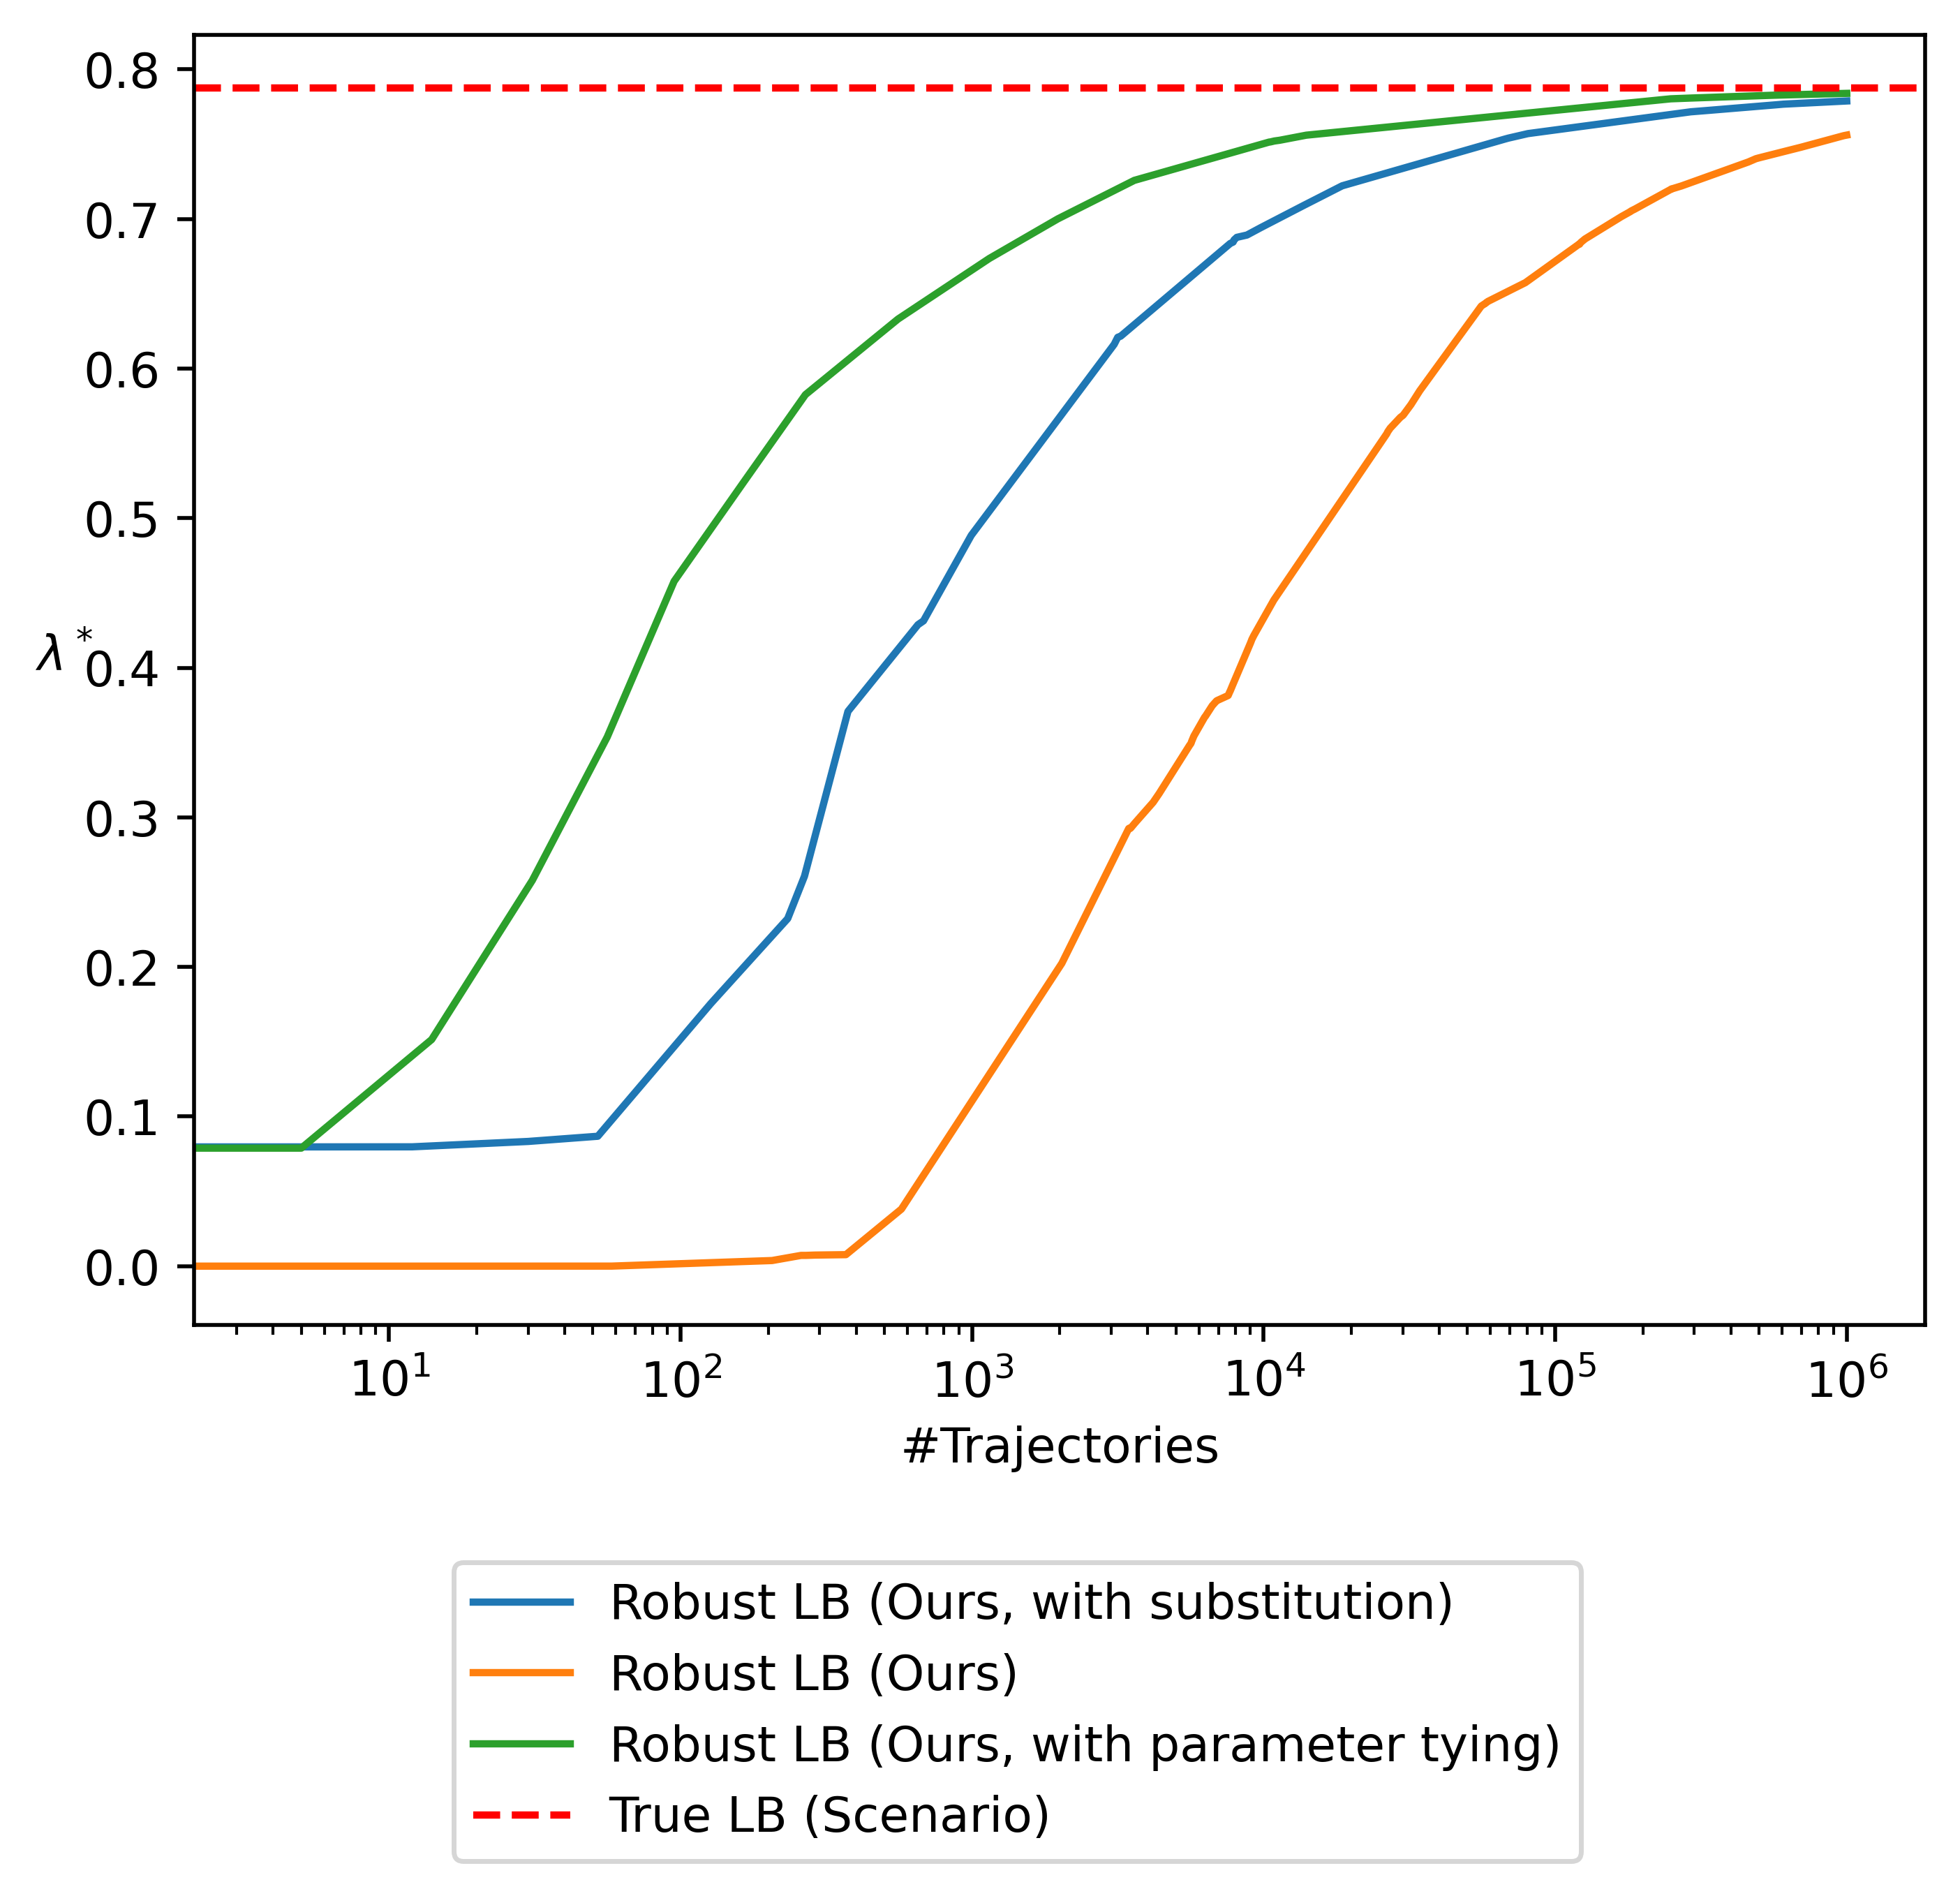 0.8
0.7
0.6
0.5
λ*
0.4
0.3
0.2
0.1
0.0
10¹ 10² 10³ 10⁴ 10⁵ 10⁶
#Trajectories
Robust LB (Ours, with substitution)
Robust LB (Ours)
Robust LB (Ours, with parameter tying)
True LB (Scenario)